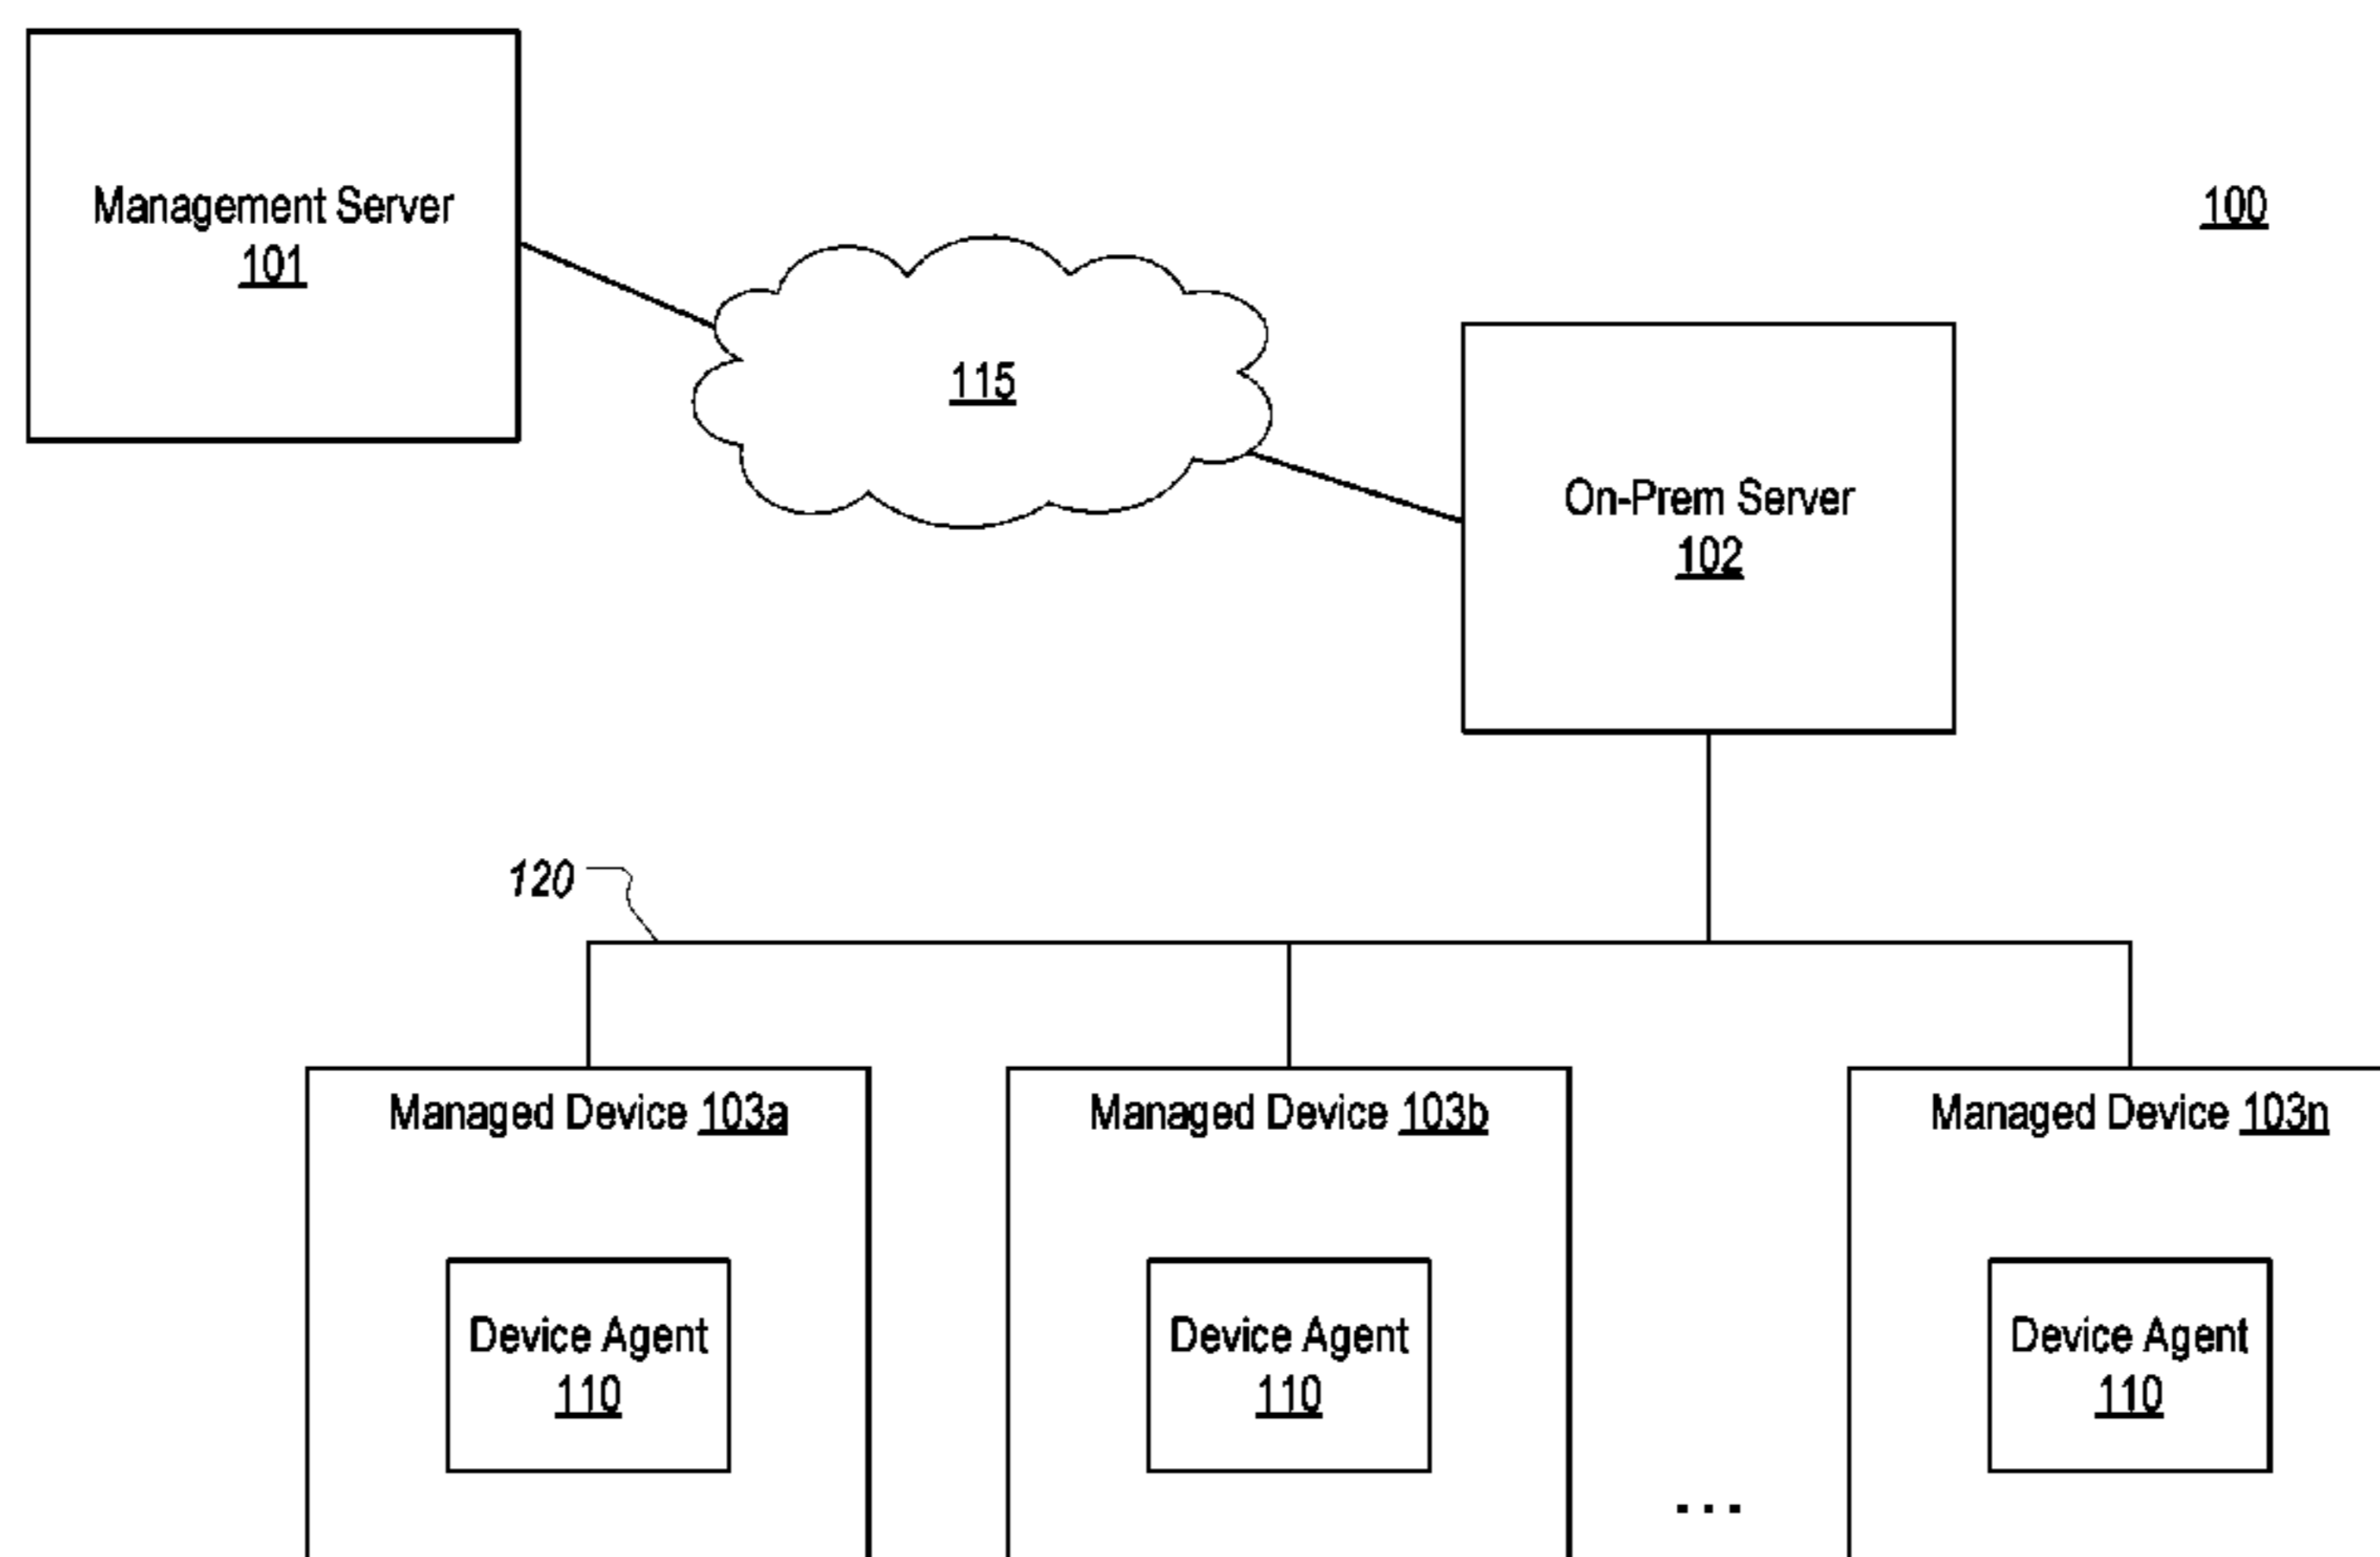 Management Server
101
100
115
On-Prem Server
102
120
Managed Device 103a
Managed Device 103b
Managed Device 103n
Device Agent
110
Device Agent
110
Device Agent
110
...